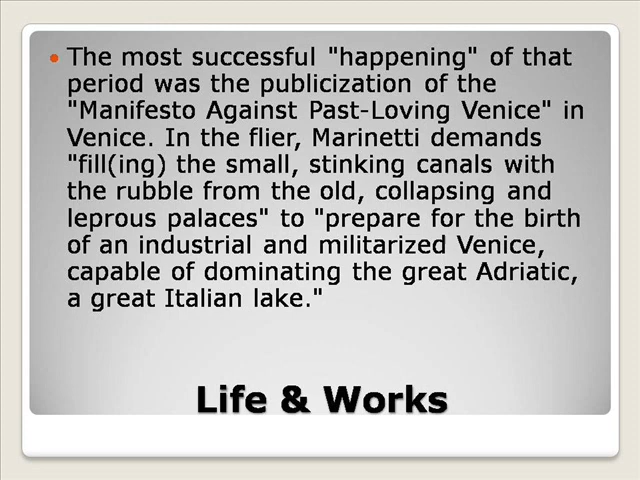 The most successful "happening" of that
period was the publicization of the
"Manifesto Against Past-Loving Venice" in
Venice. In the flier, Marinetti demands
"fill(ing) the small, stinking canals with
the rubble from the old, collapsing and
leprous palaces" to "prepare for the birth
of an industrial and militarized Venice,
capable of dominating the great Adriatic,
a great Italian lake."
Life & Works